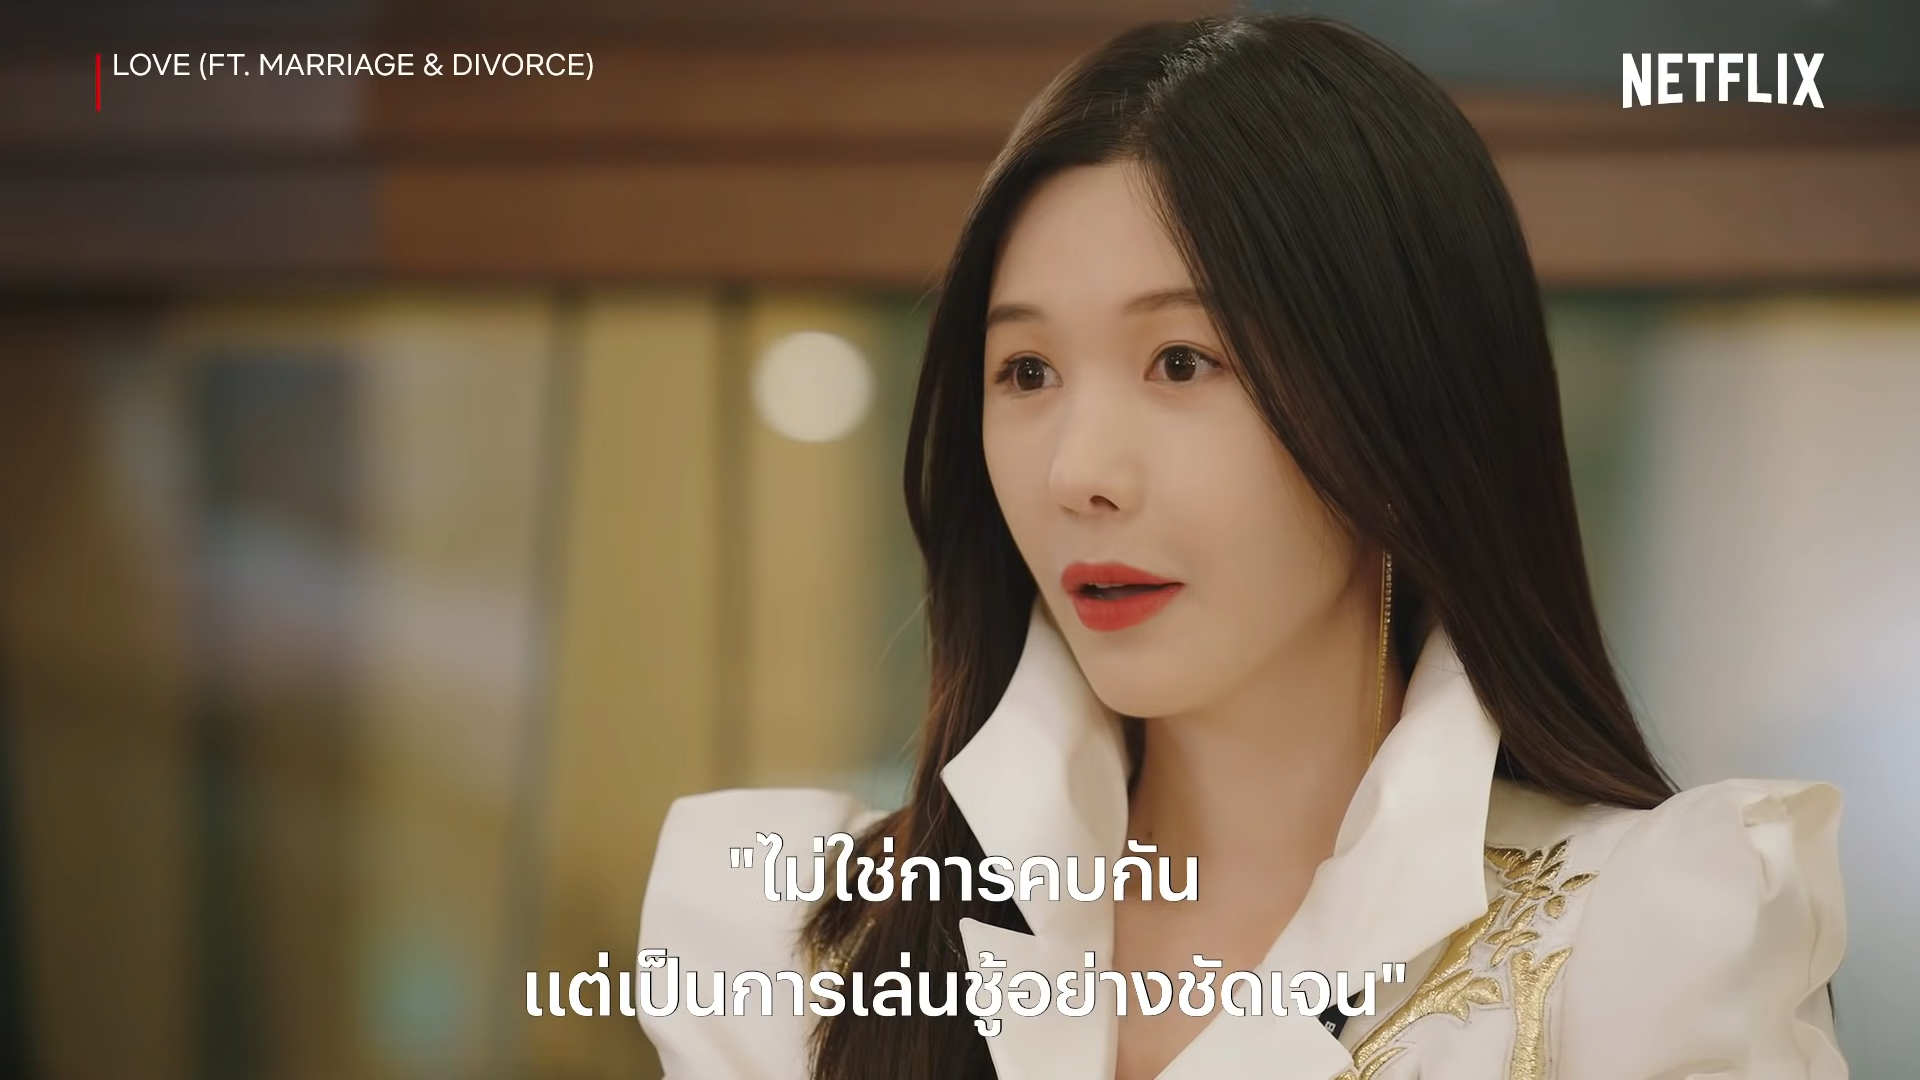 LOVE (FT. MARRIAGE & DIVORCE)
NETFLIX
"ไม่ใช่การคบกัน
แต่เป็นการเล่นชู้อย่างชัดเจน"